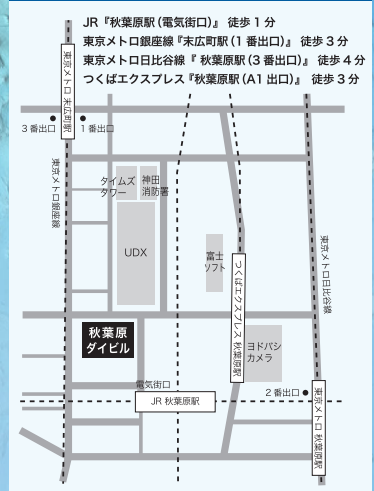 JR『秋葉原駅（電気街口）』 徒歩1分
東京メトロ銀座線『末広町駅（1番出口）』 徒歩3分
東京メトロ日比谷線『 秋葉原駅（3番出口）』 徒歩4分
つくばエクスプレス『秋葉原駅（A1出口）』 徒歩3分
東京メトロ 末広町駅
3番出口
1番出口
東京メトロ銀座線
タイムズ
タワー
神田
消防署
UDX
富士
ソフト
東京メトロ日比谷線
つくばエクスプレス 秋葉原駅
秋葉原
ダイビル
ヨドバシ
カメラ
電気街口
JR 秋葉原駅
2番出口
東京メトロ 秋葉原駅